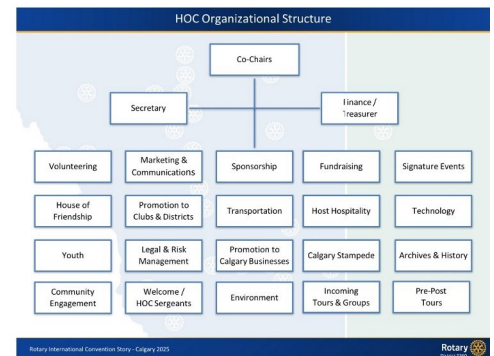 HOC Organizational Structure
Co-Chairs
Secretary
Finance /
Treasurer
Volunteering
Marketing &
Communications
Sponsorship
Fundraising
Signature Events
House of
Friendship
Promotion to
Clubs & Districts
Transportation
Host Hospitality
Technology
Youth
Legal & Risk
Management
Promotion to
Calgary Businesses
Calgary Stampede
Archives & History
Community
Engagement
Welcome /
HOC Sergeants
Environment
Incoming
Tours & Groups
Pre-Post
Tours
Rotary International Convention Story - Calgary 2025
Rotary